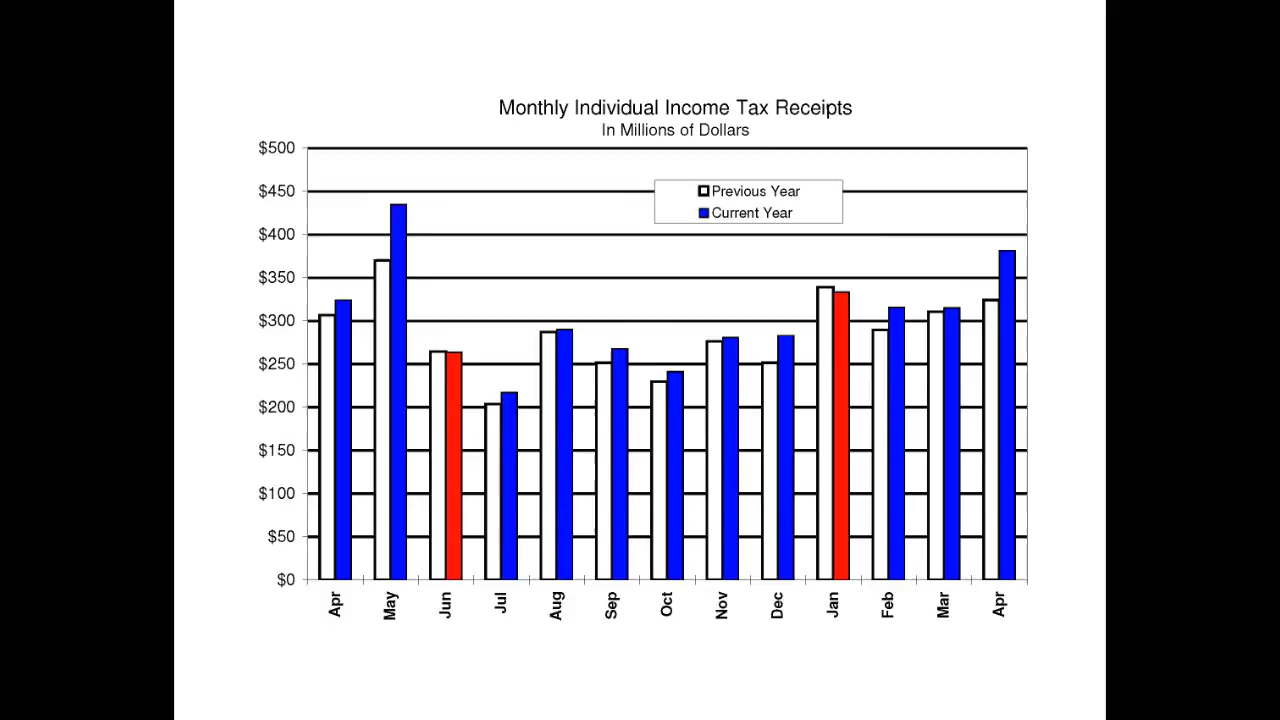 Monthly Individual Income Tax Receipts
In Millions of Dollars
$500
$450
$400
$350
$300
$250
$200
$150
$100
$50
$0
Previous Year
Current Year
Apr
May
Jun
Jul
Aug
Sep
Oct
Nov
Dec
Jan
Feb
Mar
Apr